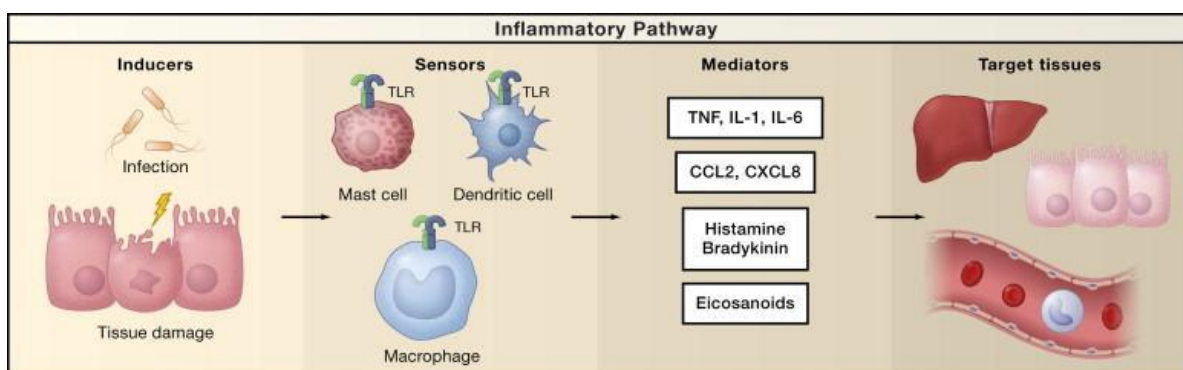 Inflammatory Pathway
Inducers
Infection
Tissue damage
Sensors
TLR
TLR
Mast cell
Dendritic cell
TLR
Macrophage
Mediators
TNF, IL-1, IL-6
CCL2, CXCL8
Histamine
Bradykinin
Eicosanoids
Target tissues